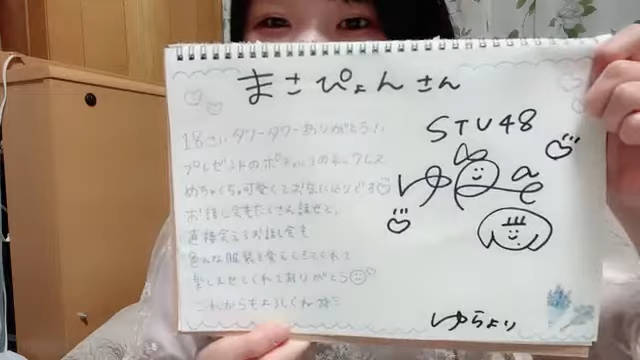 まさぴょんさん
18さいタワータワーありがとう!!
プレゼントのポチャッコのネックレス
めちゃくちゃ可愛くてお気に入りです♡
お話し会もたくさん話せて、
直接会えるお話し会も
色んな服装を着てきてくれて
楽しませてくれてありがとう
これからもよろしくね
STU48
ゆ
ゆうちょり